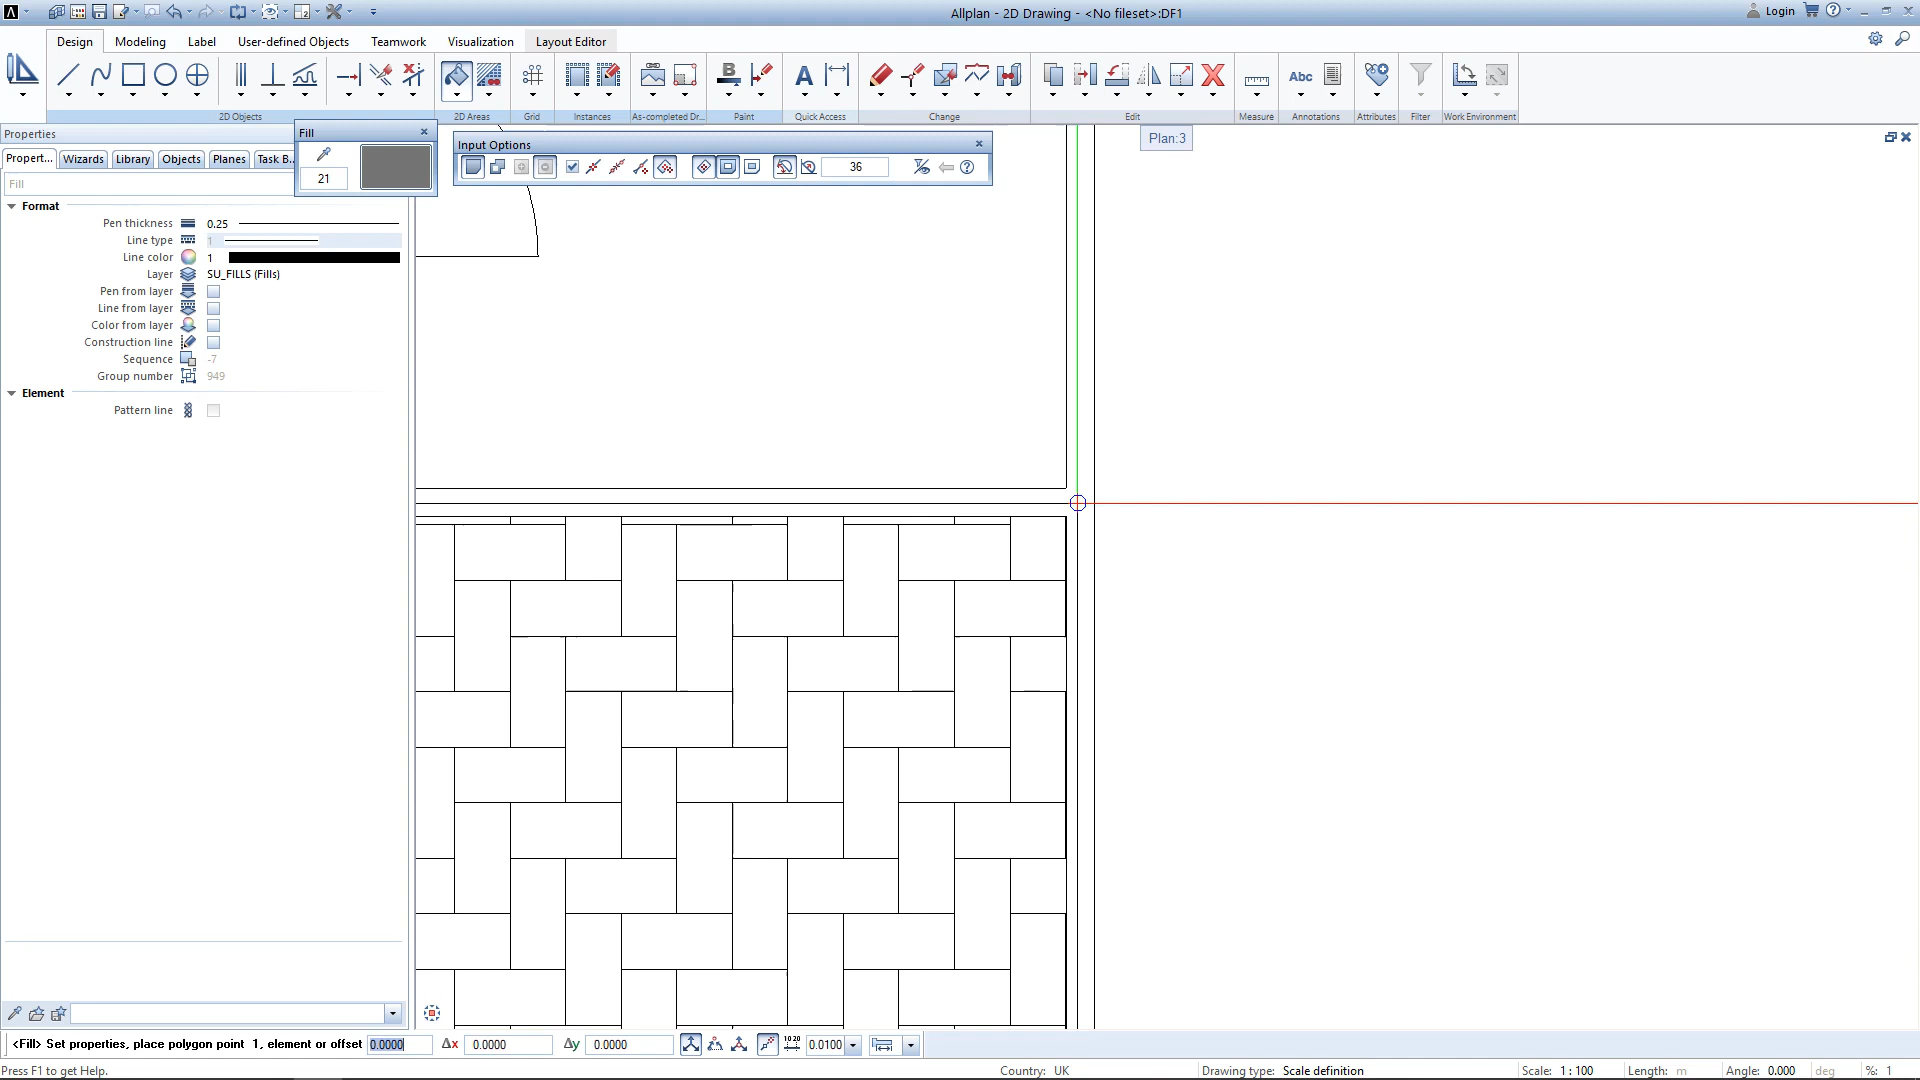 Allplan - 2D Drawing - <No fileset>:DF1
Login
Design
Modeling
Label
User-defined Objects
Teamwork
Visualization
Layout Editor
Abc
2D Objects
2D Areas
Grid
Instances
As-completed Dr...
Paint
Quick Access
Change
Edit
Measure
Annotations
Attributes
Filter
Work Environment
Properties
Fill
Input Options
Plan:3
Propert...
Wizards
Library
Objects
Planes
Task B...
21
36
Fill
Format
Pen thickness 0.25
Line type 1
Line color 1
Layer SU_FILLS (Fills)
Pen from layer
Line from layer
Color from layer
Construction line
Sequence -7
Group number 949
Element
Pattern line
<Fill> Set properties, place polygon point 1, element or offset 0.0000 Δx 0.0000 Δy 0.0000 1020 0.0100
Press F1 to get Help.
Country: UK
Drawing type: Scale definition
Scale: 1 : 100
Length: m
Angle: 0.000 deg
%: 1